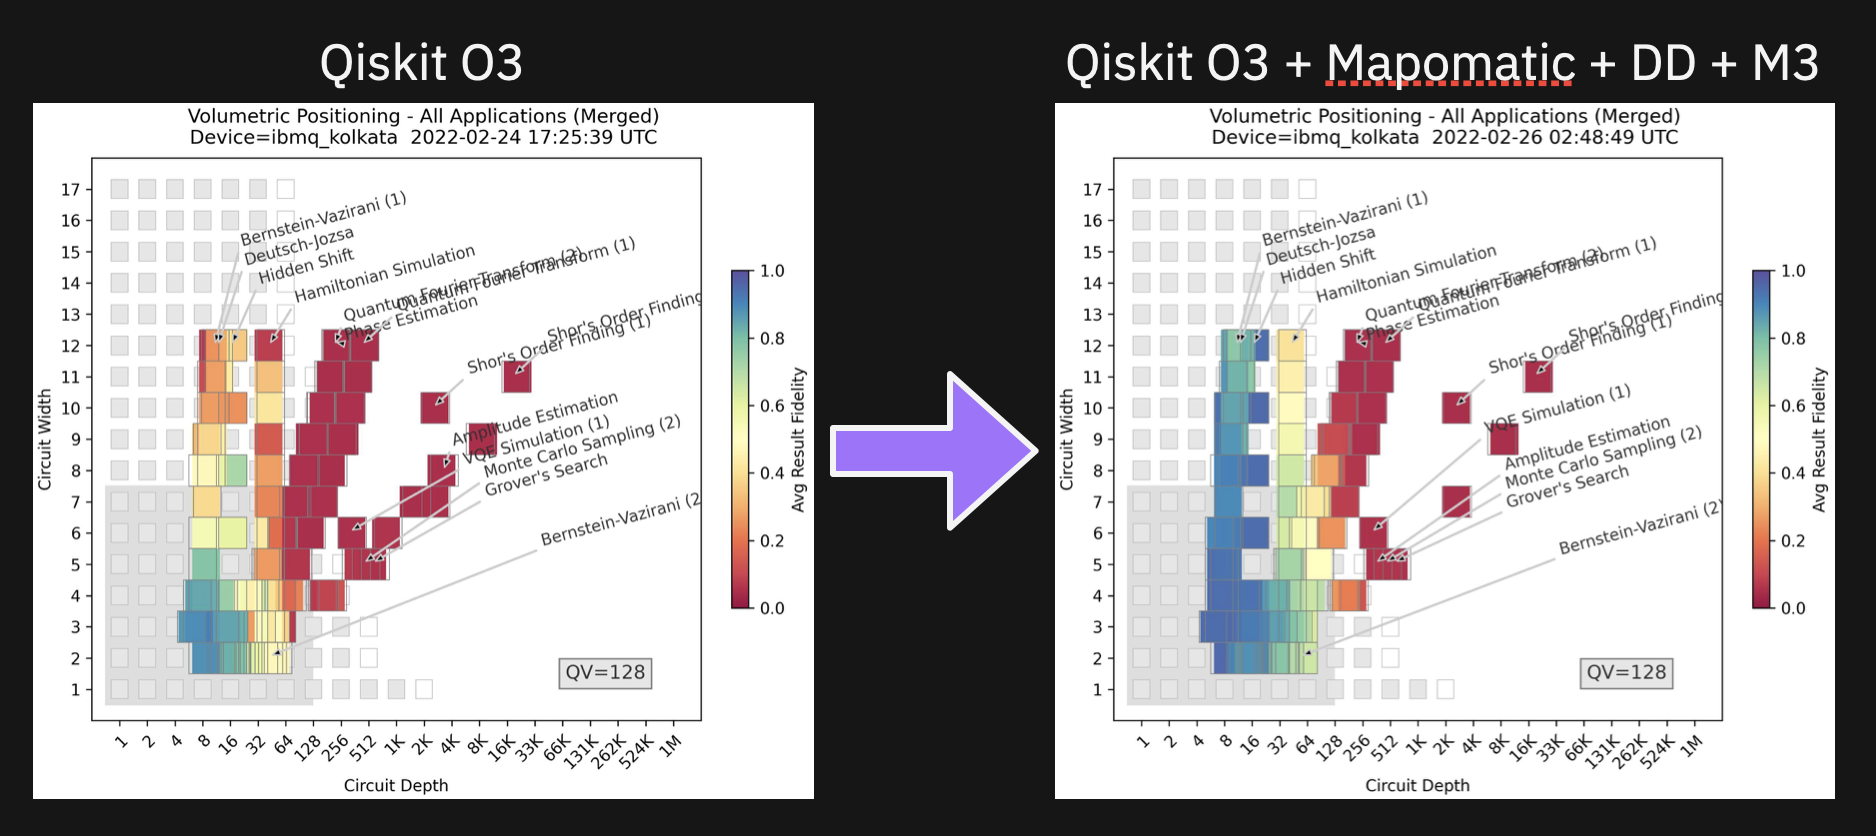 Qiskit O3
Volumetric Positioning - All Applications (Merged)
Device=ibmq_kolkata 2022-02-24 17:25:39 UTC
Circuit Width
17
16
15
14
13
12
11
10
9
8
7
6
5
4
3
2
1
Bernstein-Vazirani (1)
Deutsch-Jozsa
Hidden Shift
Hamiltonian Simulation
Quantum Fourier Transform (2)
Quantum Fourier Transform (1)
Phase Estimation
Shor's Order Finding
Shor's Order Finding (1)
Amplitude Estimation
VQE Simulation (1)
Monte Carlo Sampling (2)
Grover's Search
Bernstein-Vazirani (2
QV=128
1 2 4 8 16 32 64 128 256 512 1K 2K 4K 8K 16K 33K 66K 131K 262K 524K 1M
Circuit Depth
1.0
0.8
0.6
0.4
0.2
0.0
Avg Result Fidelity
Qiskit O3 + Mapomatic + DD + M3
Volumetric Positioning - All Applications (Merged)
Device=ibmq_kolkata 2022-02-26 02:48:49 UTC
Circuit Width
17
16
15
14
13
12
11
10
9
8
7
6
5
4
3
2
1
Bernstein-Vazirani (1)
Deutsch-Jozsa
Hidden Shift
Hamiltonian Simulation
Quantum Fourier Transform (2)
Quantum Fourier Transform (1)
Phase Estimation
Shor's Order Finding
Shor's Order Finding (1)
VQE Simulation (1)
Amplitude Estimation
Monte Carlo Sampling (2)
Grover's Search
Bernstein-Vazirani (2)
QV=128
1 2 4 8 16 32 64 128 256 512 1K 2K 4K 8K 16K 33K 66K 131K 262K 524K 1M
Circuit Depth
1.0
0.8
0.6
0.4
0.2
0.0
Avg Result Fidelity